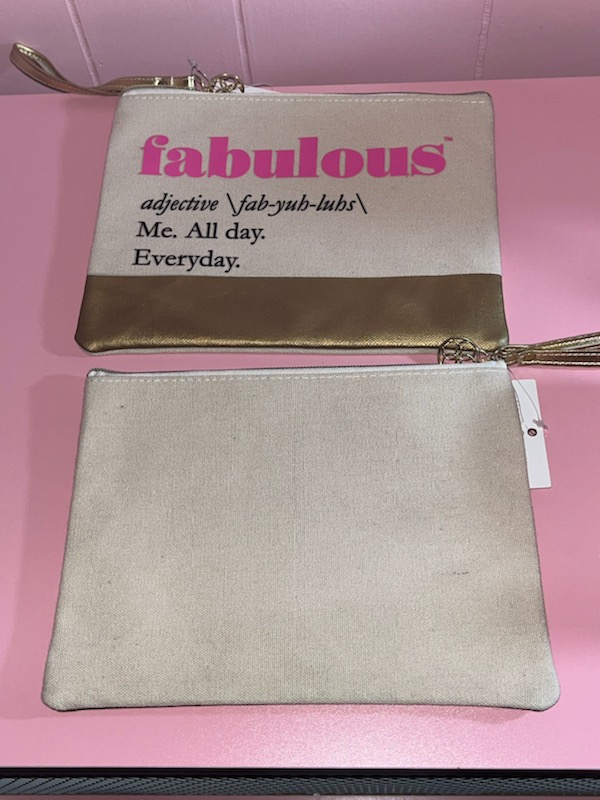 fabulous™
adjective \fab-yuh-luhs\
Me. All day.
Everyday.